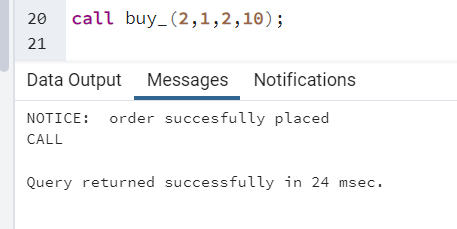 20 call buy_(2,1,2,10);
21
Data Output Messages Notifications
NOTICE:  order succesfully placed
CALL
Query returned successfully in 24 msec.